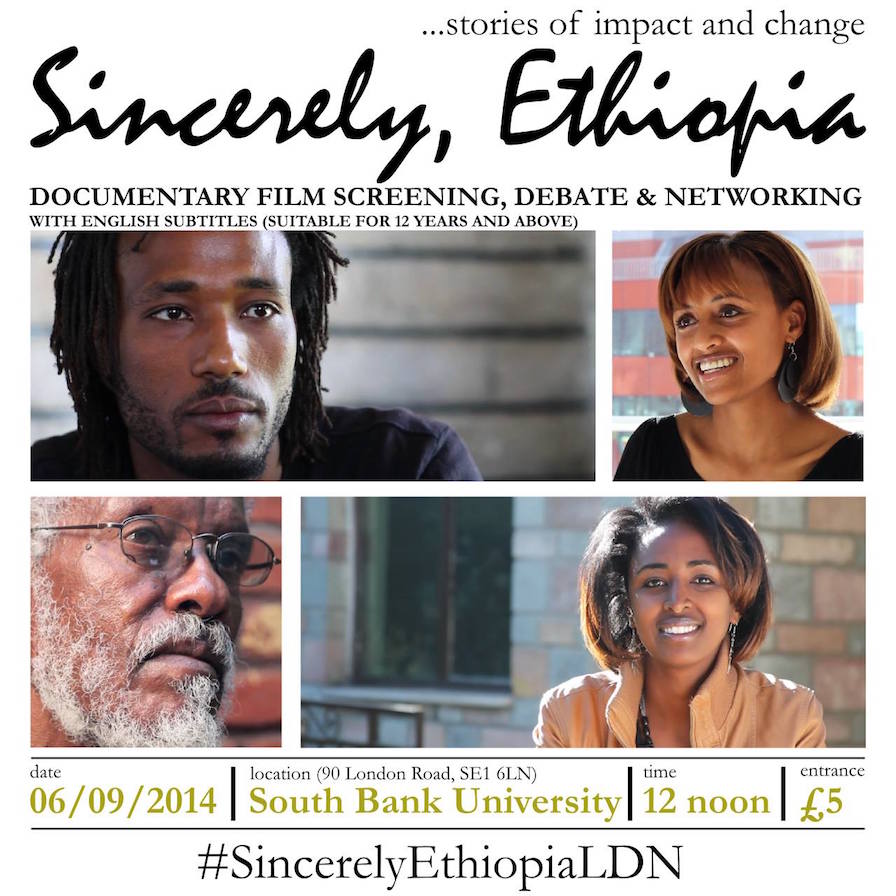 ...stories of impact and change
Sincerely, Ethiopia
DOCUMENTARY FILM SCREENING, DEBATE & NETWORKING
WITH ENGLISH SUBTITLES (SUITABLE FOR 12 YEARS AND ABOVE)
date
06/09/2014
location (90 London Road, SE1 6LN)
South Bank University
time
12 noon
entrance
£5
#SincerelyEthiopiaLDN